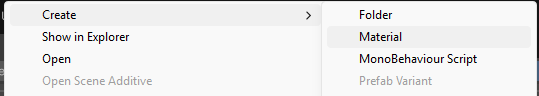 Create
Show in Explorer
Open
Open Scene Additive
Folder
Material
MonoBehaviour Script
Prefab Variant